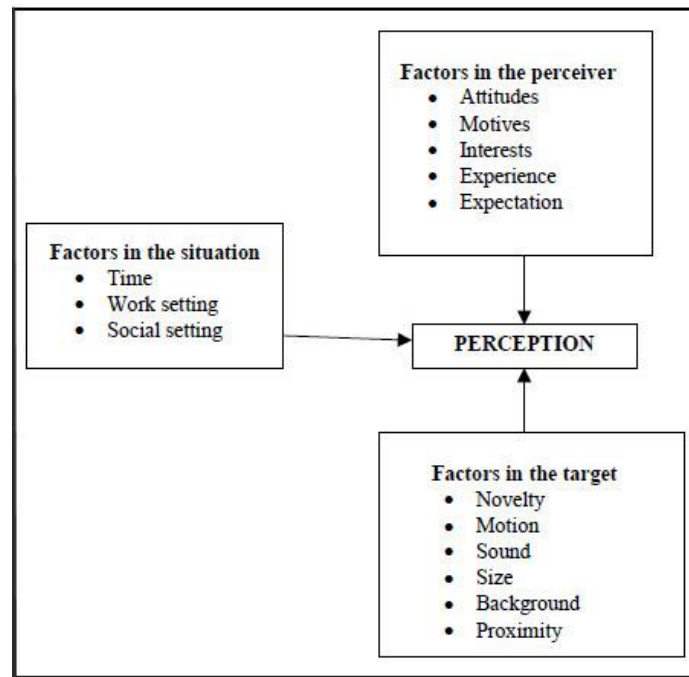 Factors in the perceiver
• Attitudes
• Motives
• Interests
• Experience
• Expectation
Factors in the situation
• Time
• Work setting
• Social setting
PERCEPTION
Factors in the target
• Novelty
• Motion
• Sound
• Size
• Background
• Proximity